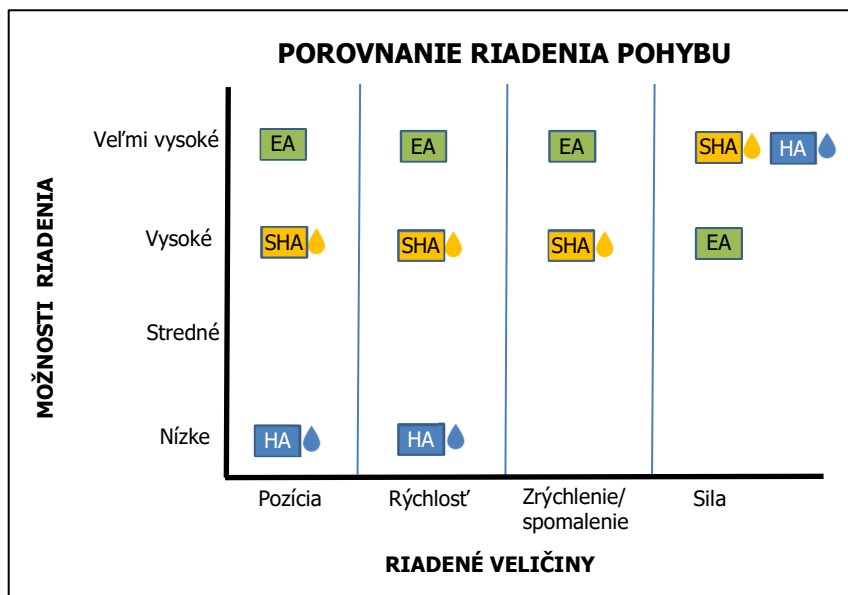 POROVNANIE RIADENIA POHYBU
MOŽNOSTI RIADENIA
Veľmi vysoké
EA
EA
EA
SHA
HA
Vysoké
SHA
SHA
SHA
EA
Stredné
Nízke
HA
HA
Pozícia
Rýchlosť
Zrýchlenie/
spomalenie
Sila
RIADENÉ VELIČINY